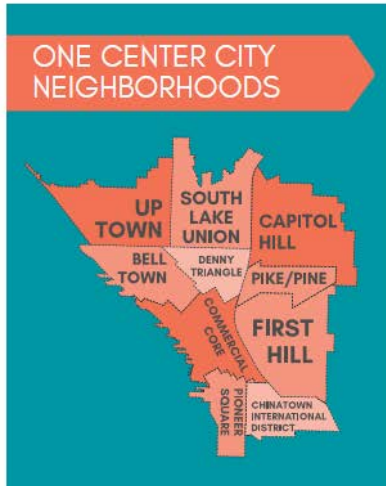 ONE CENTER CITY
NEIGHBORHOODS
UP
TOWN
SOUTH
LAKE
UNION
CAPITOL
HILL
BELL
TOWN
DENNY
TRIANGLE
PIKE/PINE
COMMERCIAL
CORE
FIRST
HILL
PIONEER
SQUARE
CHINATOWN
INTERNATIONAL
DISTRICT